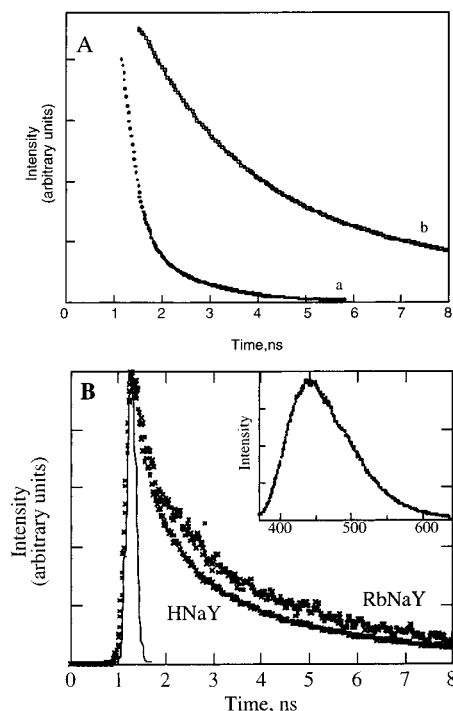 A
Intensity
(arbitrary units)
b
a
0 1 2 3 4 5 6 7 8
Time,ns
B
Intensity
(arbitrary units)
Intensity
400 500 600
HNaY
RbNaY
0 1 2 3 4 5 6 7 8
Time, ns